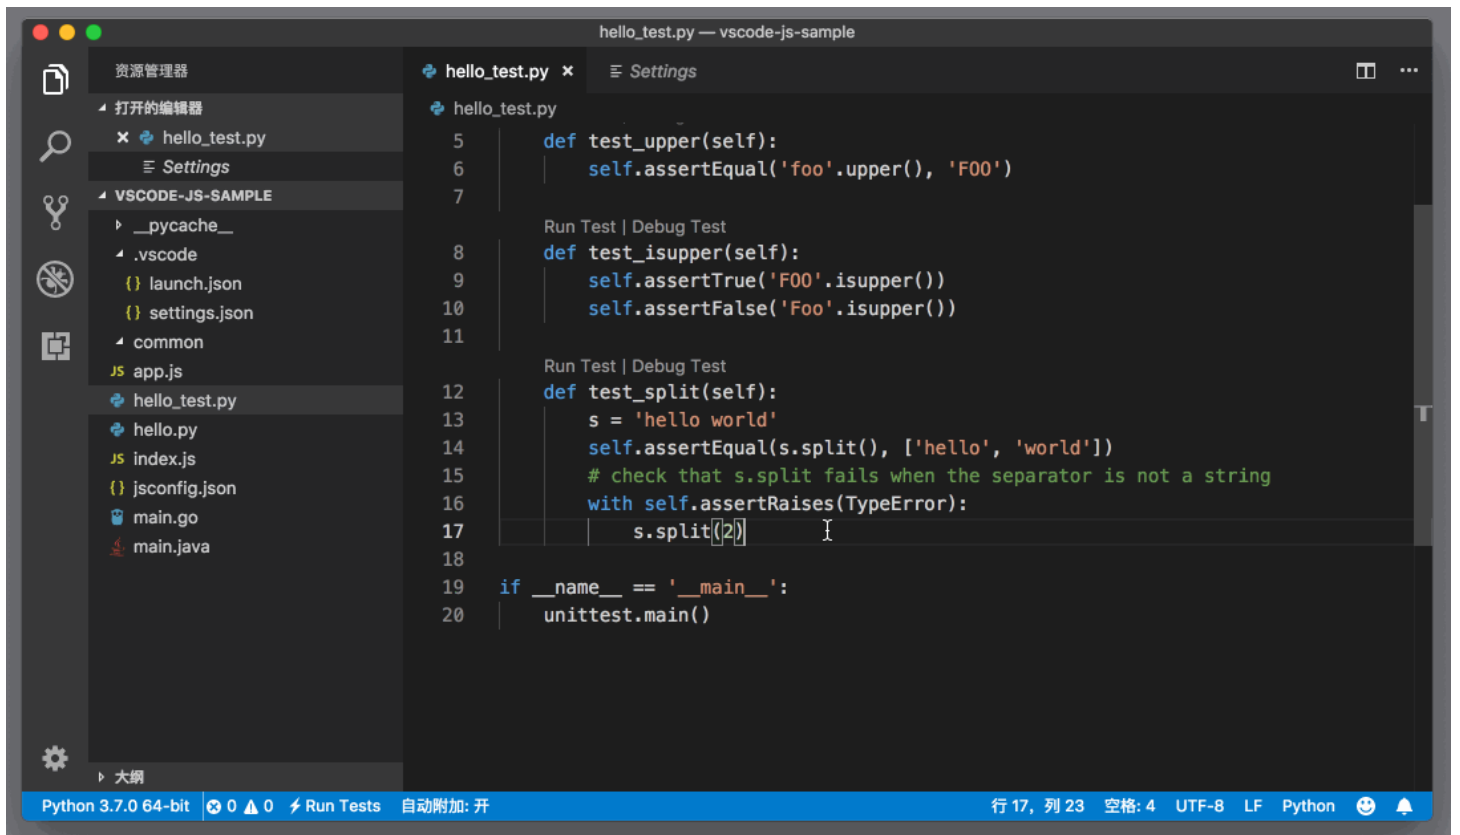 hello_test.py — vscode-js-sample
资源管理器
打开的编辑器
hello_test.py
Settings
VSCODE-JS-SAMPLE
__pycache__
.vscode
{} launch.json
{} settings.json
common
JS app.js
hello_test.py
hello.py
JS index.js
{} jsconfig.json
main.go
main.java
大纲
hello_test.py
Settings
hello_test.py
5 def test_upper(self):
6 self.assertEqual('foo'.upper(), 'FOO')
7
Run Test | Debug Test
8 def test_isupper(self):
9 self.assertTrue('FOO'.isupper())
10 self.assertFalse('Foo'.isupper())
11
Run Test | Debug Test
12 def test_split(self):
13 s = 'hello world'
14 self.assertEqual(s.split(), ['hello', 'world'])
15 # check that s.split fails when the separator is not a string
16 with self.assertRaises(TypeError):
17 s.split(2)
18
19 if __name__ == '__main__':
20 unittest.main()
Python 3.7.0 64-bit 0 0 Run Tests 自动附加: 开 行 17, 列 23 空格: 4 UTF-8 LF Python